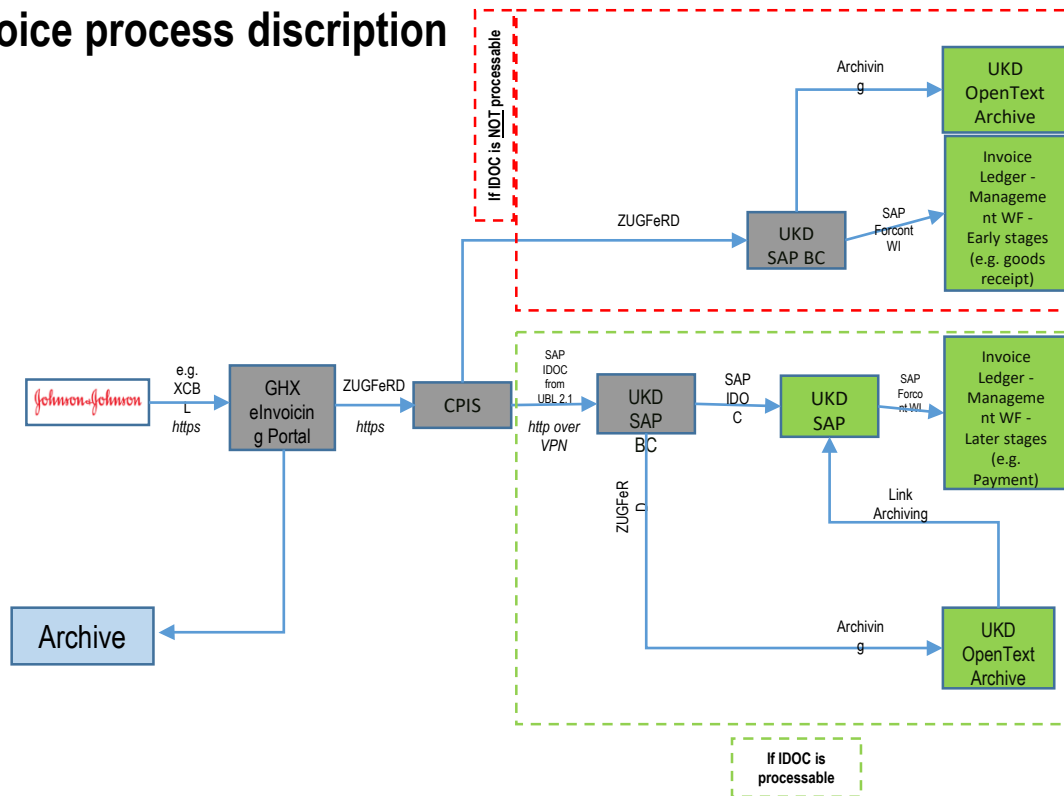 oice process discription
If IDOC is NOT processable
Archivin
g
UKD
OpenText
Archive
Invoice
Ledger -
Manageme
nt WF -
Early stages
(e.g. goods
receipt)
ZUGFeRD
UKD
SAP BC
SAP
Forcont
WI
Johnson&Johnson
e.g.
XCB
L
https
GHX
eInvoicin
g Portal
ZUGFeRD
https
CPIS
SAP
IDOC
from
UBL 2.1
http over
VPN
UKD
SAP
BC
SAP
IDO
C
UKD
SAP
SAP
Forco
nt WI
Invoice
Ledger -
Manageme
nt WF -
Later stages
(e.g.
Payment)
ZUGFeR
D
Link
Archiving
Archive
Archivin
g
UKD
OpenText
Archive
If IDOC is
processable